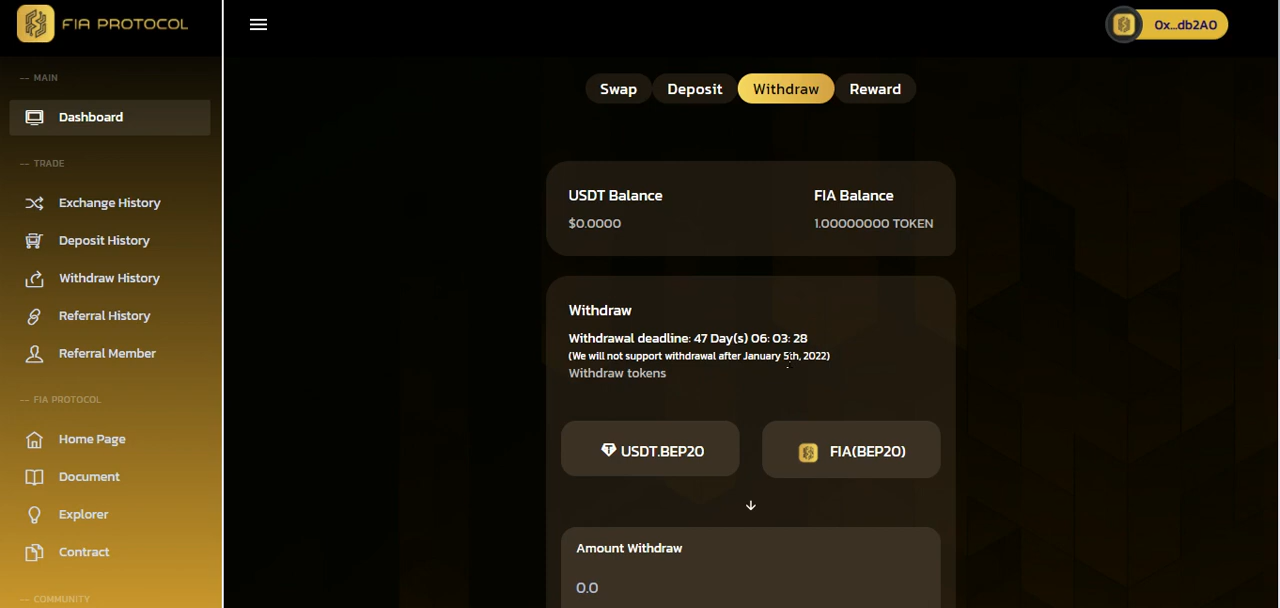 FIA PROTOCOL
0x...db2A0
— MAIN
Dashboard
— TRADE
Exchange History
Deposit History
Withdraw History
Referral History
Referral Member
— FIA PROTOCOL
Home Page
Document
Explorer
Contract
— COMMUNITY
Swap
Deposit
Withdraw
Reward
USDT Balance
FIA Balance
$0.0000
1.00000000 TOKEN
Withdraw
Withdrawal deadline: 47 Day(s) 06: 03: 28
(We will not support withdrawal after January 5th, 2022)
Withdraw tokens
USDT.BEP20
FIA(BEP20)
Amount Withdraw
0.0